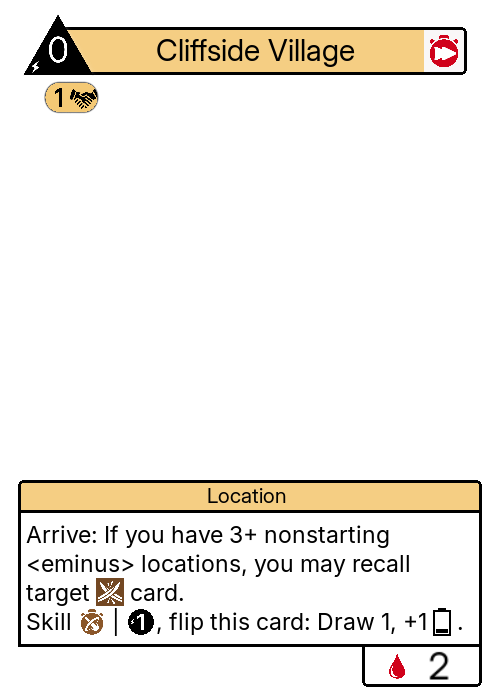 0 Cliffside Village
1
Location
Arrive: If you have 3+ nonstarting
<eminus> locations, you may recall
target card.
Skill | 1, flip this card: Draw 1, +1 .
2